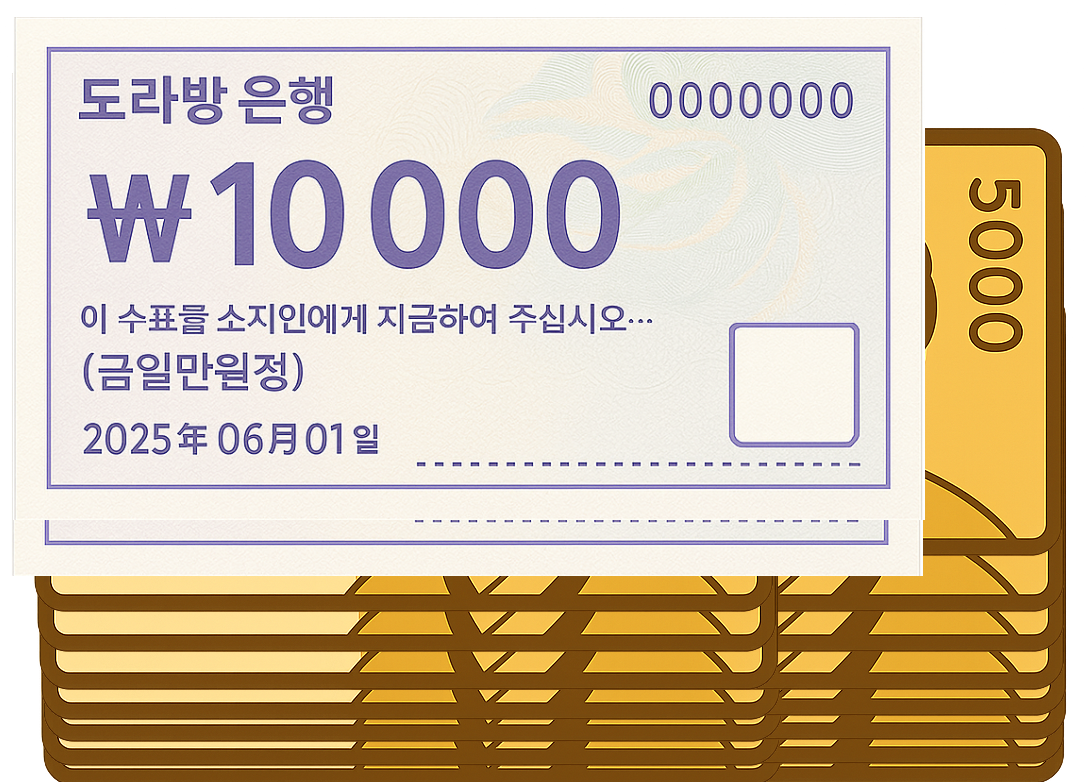 도라방 은행
0000000
₩10 000
이 수표를 소지인에게 지금하여 주십시오…
(금일만원정)
2025年 06月 01일
5000